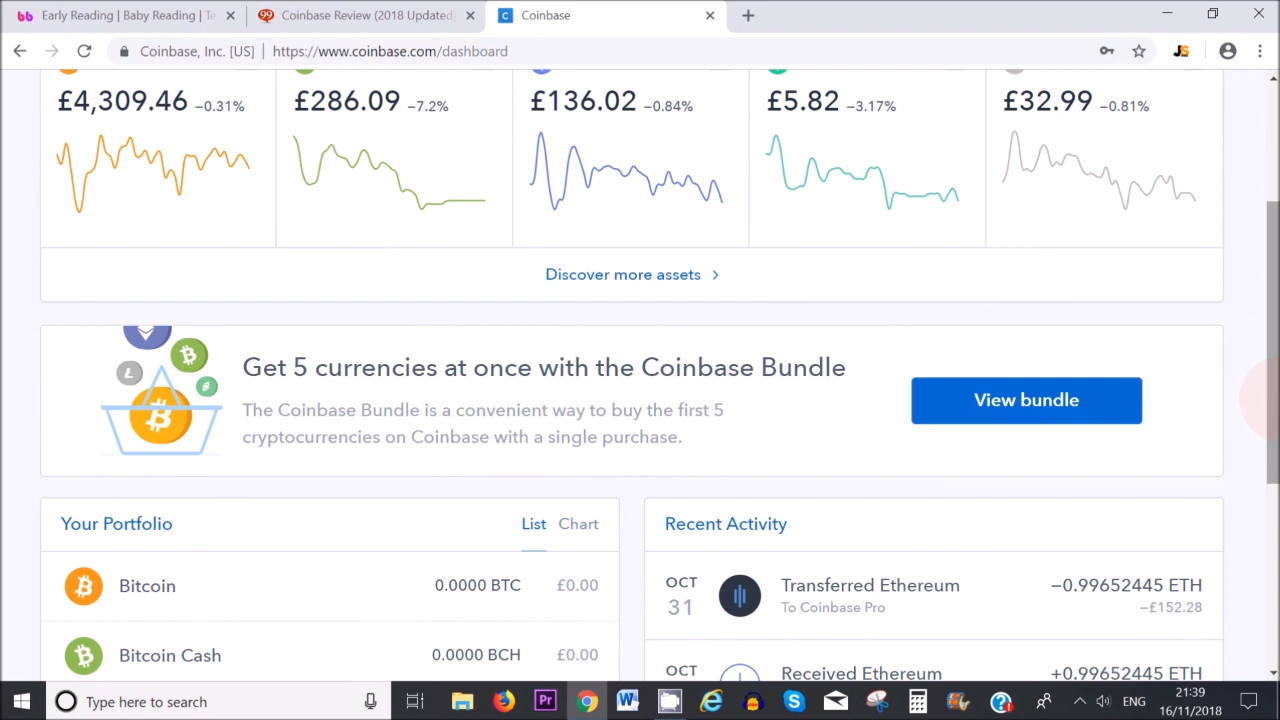 Early Reading | Baby Reading | Te
Coinbase Review (2018 Updated)
Coinbase
Coinbase, Inc. [US]
https://www.coinbase.com/dashboard
£4,309.46 −0.31%
£286.09 −7.2%
£136.02 −0.84%
£5.82 −3.17%
£32.99 −0.81%
Discover more assets
Get 5 currencies at once with the Coinbase Bundle
The Coinbase Bundle is a convenient way to buy the first 5
cryptocurrencies on Coinbase with a single purchase.
View bundle
Your Portfolio
List
Chart
Bitcoin
0.0000 BTC
£0.00
Bitcoin Cash
0.0000 BCH
£0.00
Recent Activity
OCT
31
Transferred Ethereum
To Coinbase Pro
−0.99652445 ETH
−£152.28
OCT
Received Ethereum
+0.99652445 ETH
Type here to search
ENG
21:39
16/11/2018